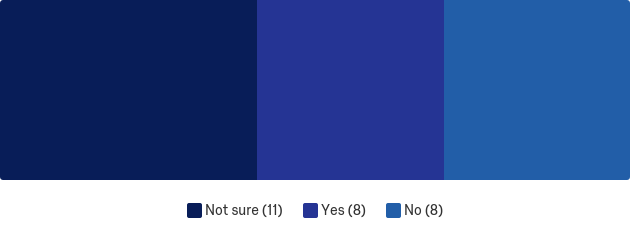 Not sure (11) Yes (8) No (8)